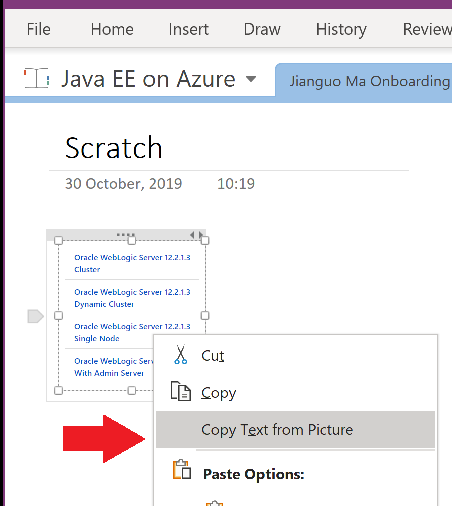 File Home Insert Draw History Review
Java EE on Azure Jianguo Ma Onboarding
Scratch
30 October, 2019 10:19
Oracle WebLogic Server 12.2.1.3
Cluster
Oracle WebLogic Server 12.2.1.3
Dynamic Cluster
Oracle WebLogic Server 12.2.1.3
Single Node
Oracle WebLogic
With Admin Server
Cut
Copy
Copy Text from Picture
Paste Options: